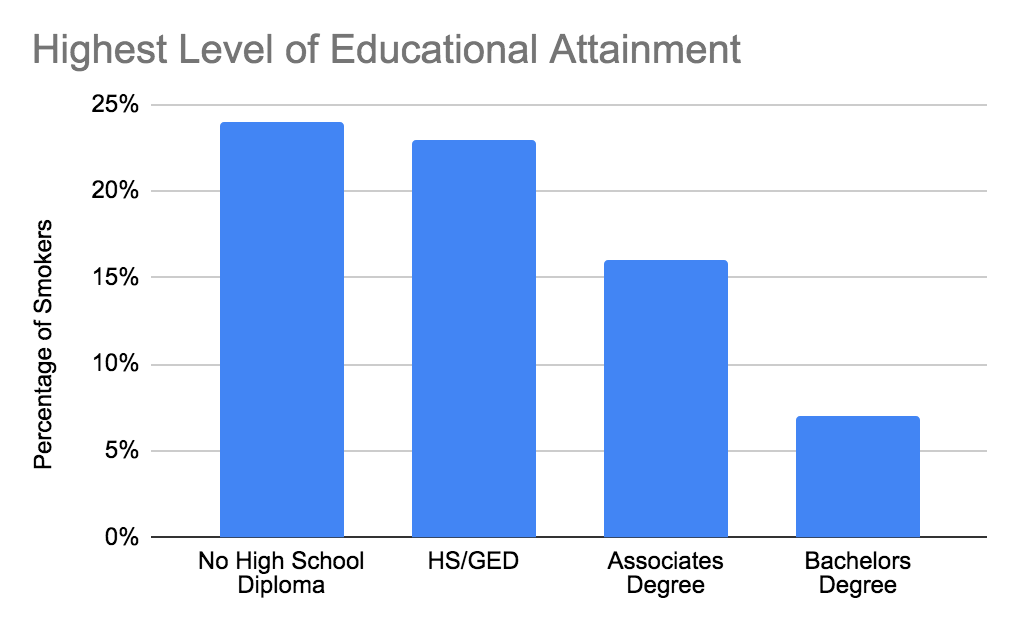 Highest Level of Educational Attainment
25%
20%
15%
10%
5%
0%
Percentage of Smokers
No High School
Diploma
HS/GED
Associates
Degree
Bachelors
Degree